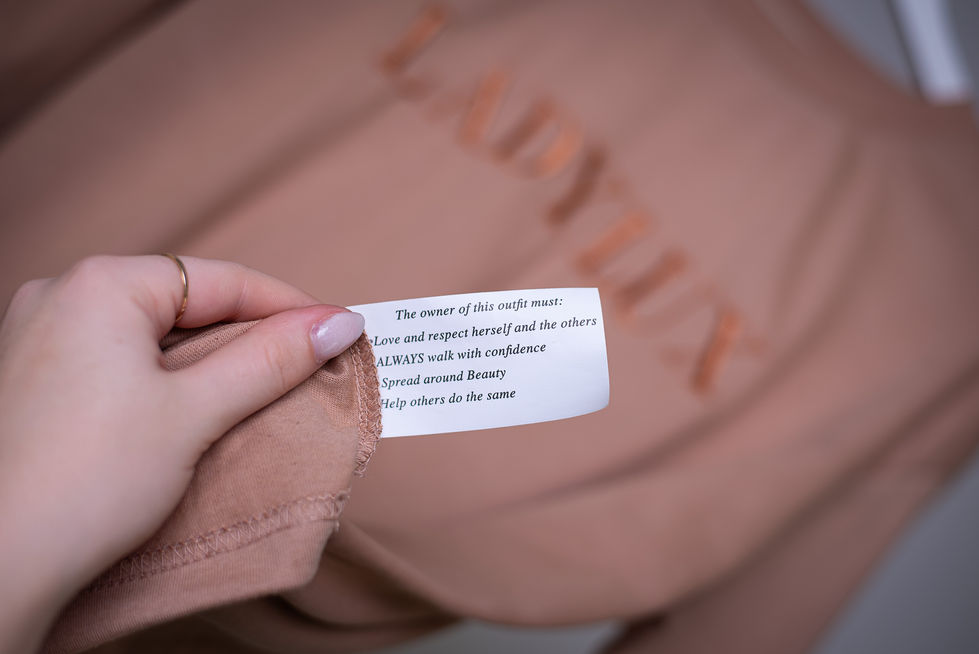 LADYLUX
The owner of this outfit must:
Love and respect herself and the others
ALWAYS walk with confidence
Spread around Beauty
Help others do the same